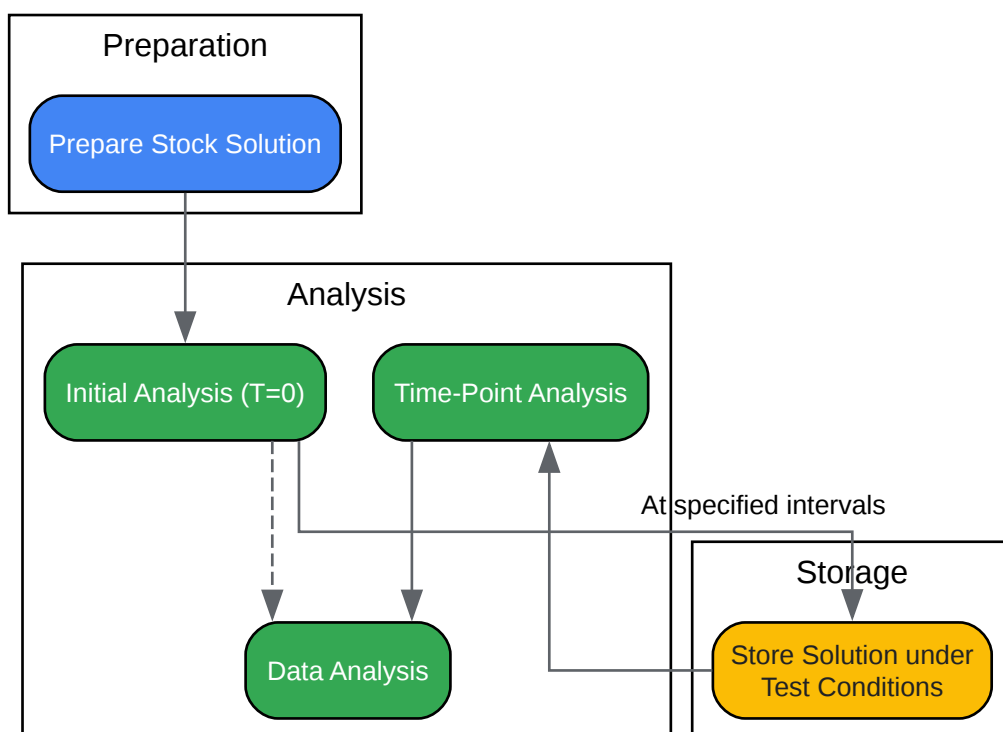 Preparation
Prepare Stock Solution
Analysis
Initial Analysis (T=0)
Time-Point Analysis
At specified intervals
Storage
Data Analysis
Store Solution under
Test Conditions